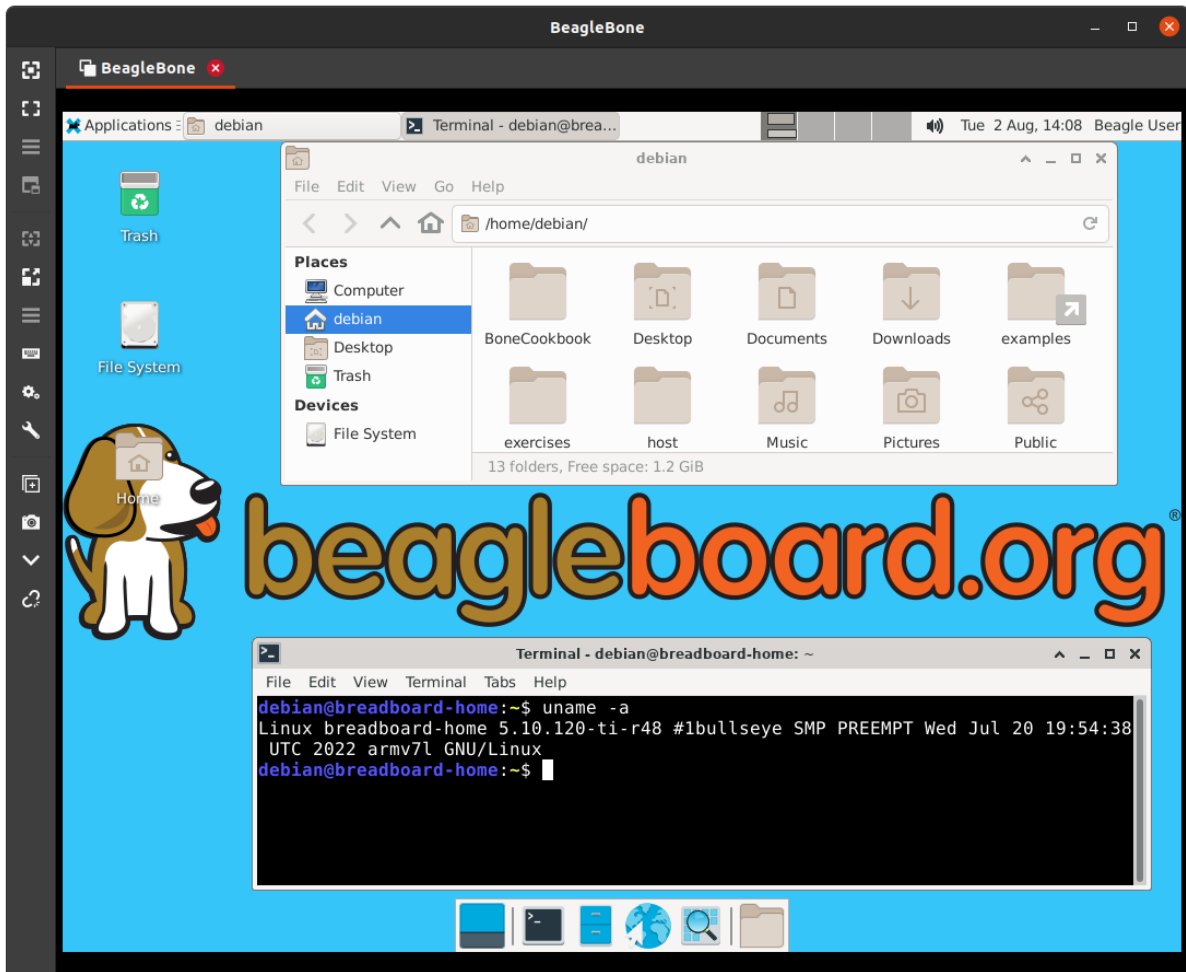 BeagleBone
BeagleBone
Applications
debian
Terminal - debian@brea...
Tue 2 Aug, 14:08
Beagle User
Trash
File System
Home
debian
File Edit View Go Help
/home/debian/
Places
Computer
debian
Desktop
Trash
Devices
File System
BoneCookbook
Desktop
Documents
Downloads
examples
exercises
host
Music
Pictures
Public
13 folders, Free space: 1.2 GiB
beagleboard.org®
Terminal - debian@breadboard-home: ~
File Edit View Terminal Tabs Help
debian@breadboard-home:~$ uname -a
Linux breadboard-home 5.10.120-ti-r48 #1bullseye SMP PREEMPT Wed Jul 20 19:54:38
UTC 2022 armv7l GNU/Linux
debian@breadboard-home:~$